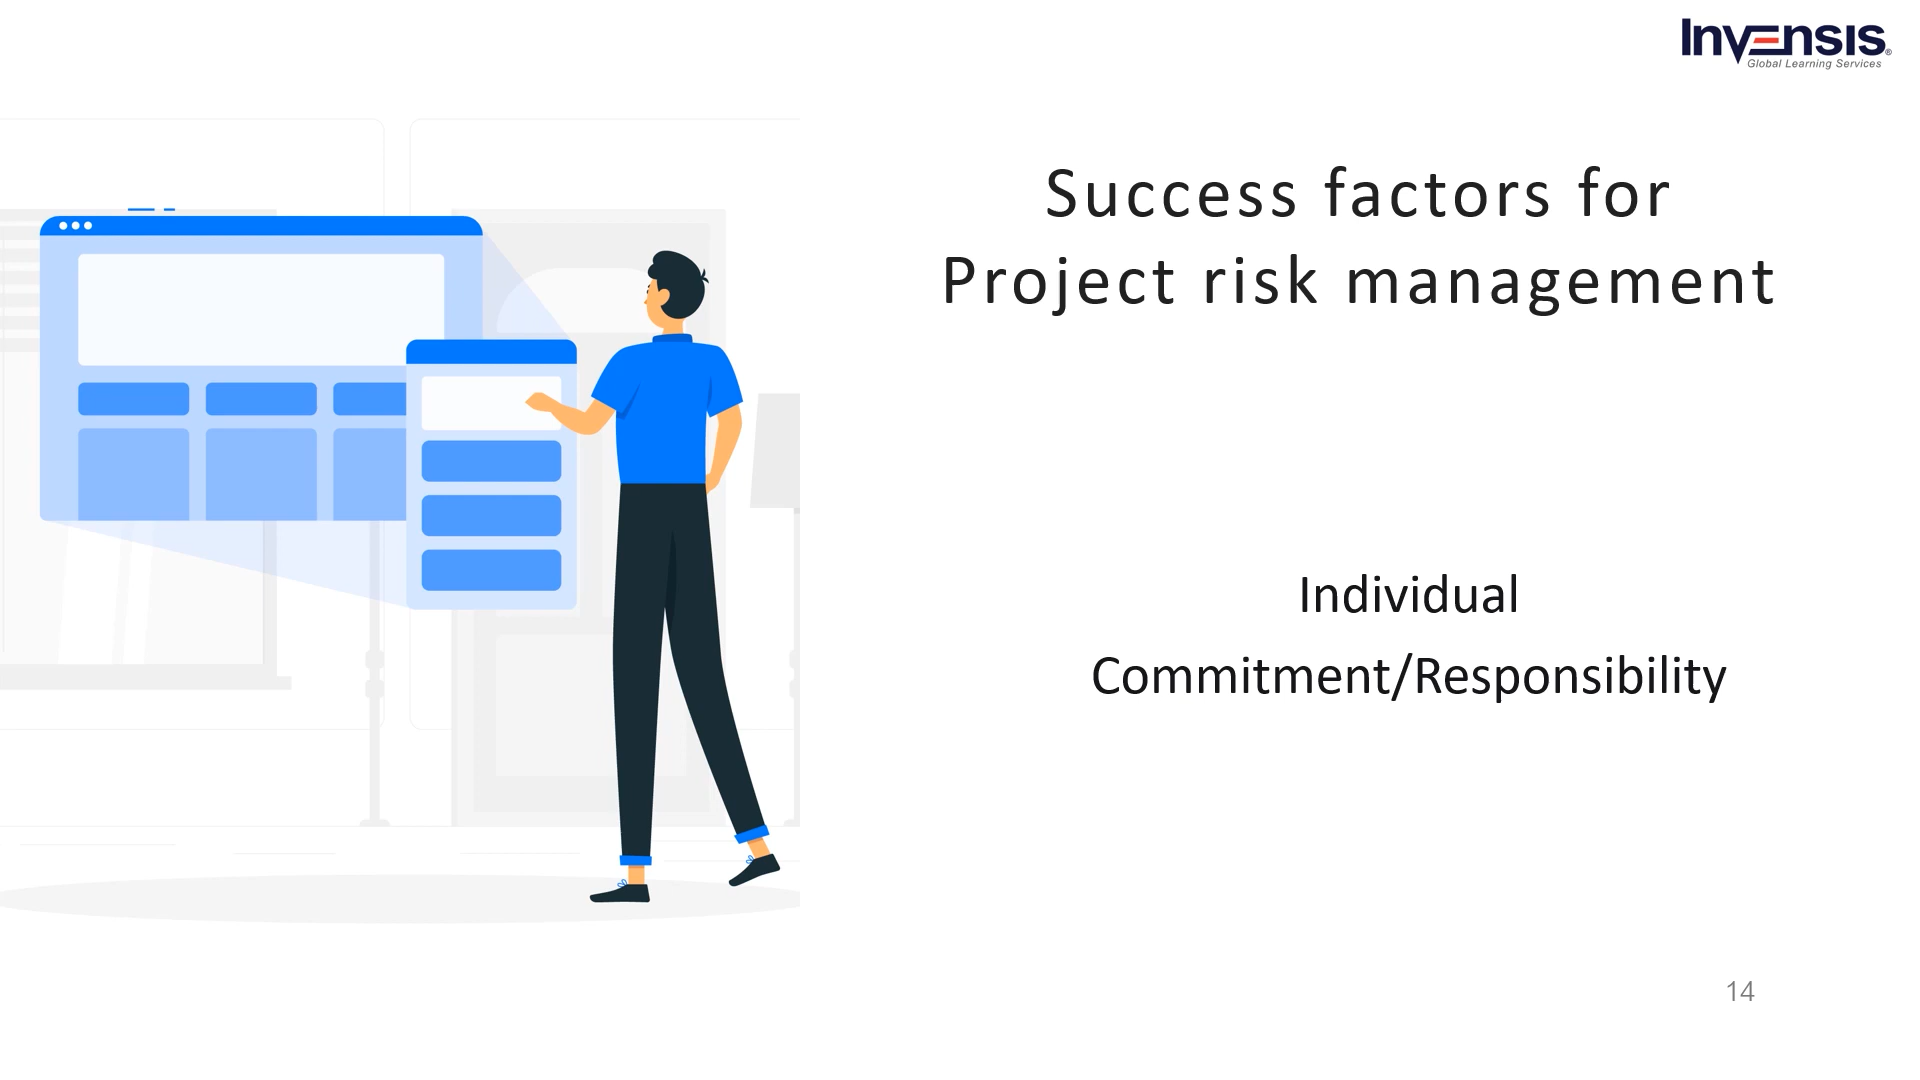 Invensis®
Global Learning Services
Success factors for
Project risk management
Individual
Commitment/Responsibility
14